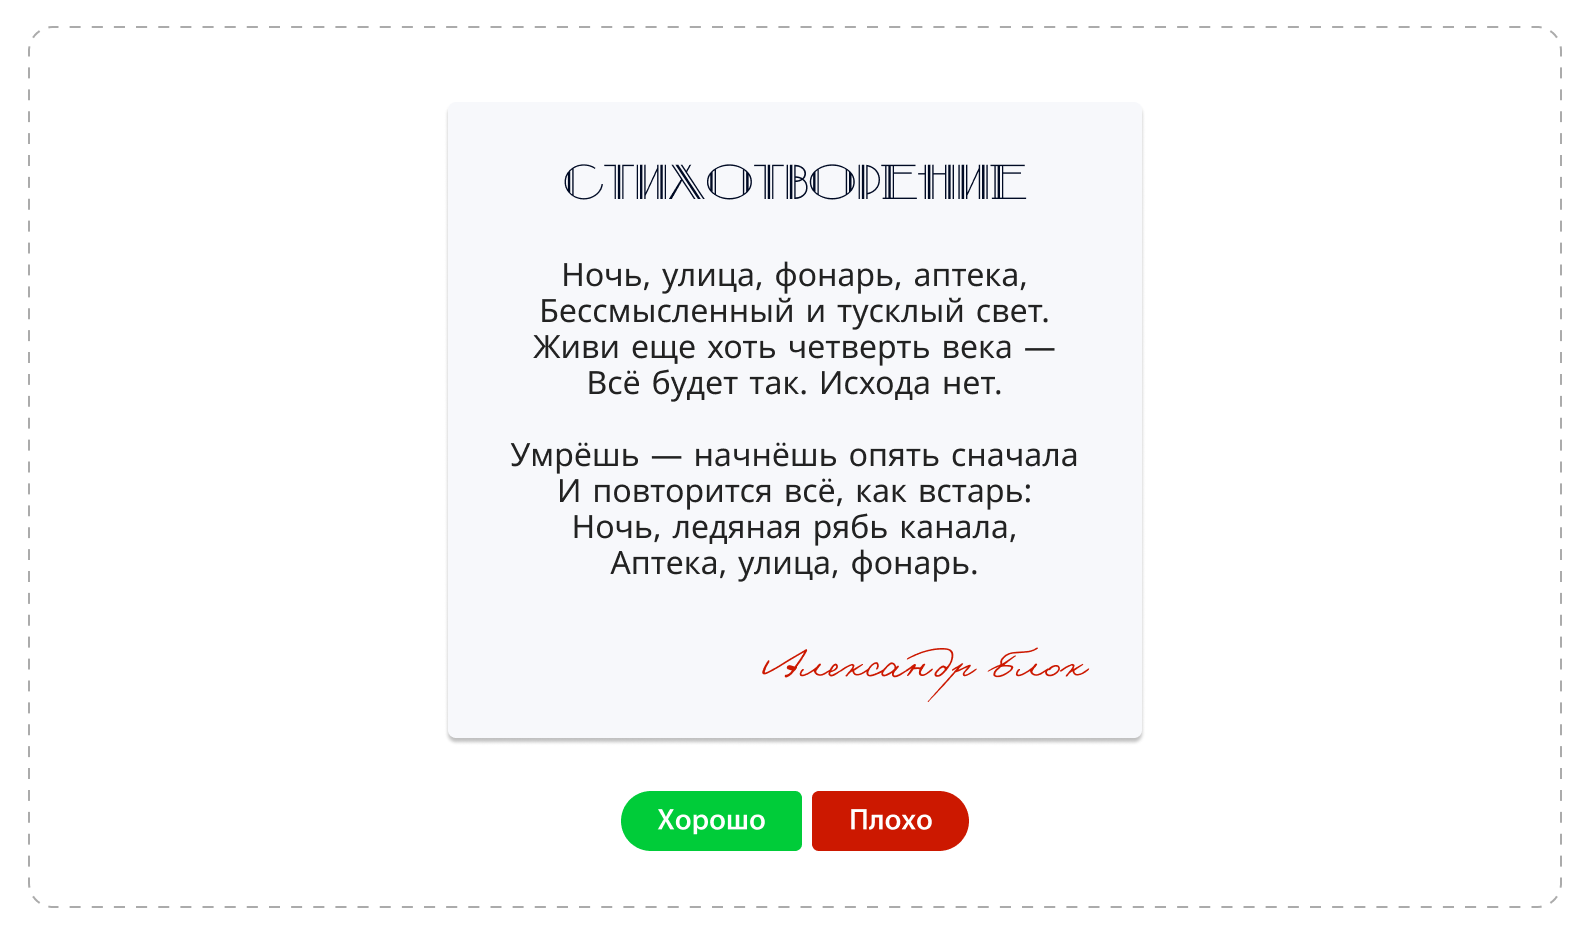 СТИХОТВОРЕНИЕ
Ночь, улица, фонарь, аптека,
Бессмысленный и тусклый свет.
Живи еще хоть четверть века —
Всё будет так. Исхода нет.
Умрёшь — начнёшь опять сначала
И повторится всё, как встарь:
Ночь, ледяная рябь канала,
Аптека, улица, фонарь.
Александр Блок
Хорошо
Плохо